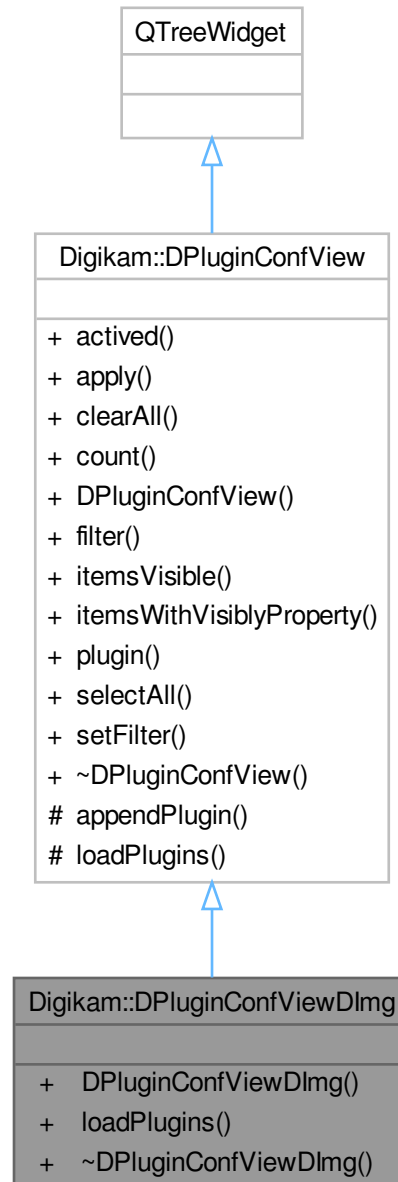 QTreeWidget
Digikam::DPluginConfView
+ actived()
+ apply()
+ clearAll()
+ count()
+ DPluginConfView()
+ filter()
+ itemsVisible()
+ itemsWithVisiblyProperty()
+ plugin()
+ selectAll()
+ setFilter()
+ ~DPluginConfView()
# appendPlugin()
# loadPlugins()
Digikam::DPluginConfViewDImg
+ DPluginConfViewDImg()
+ loadPlugins()
+ ~DPluginConfViewDImg()